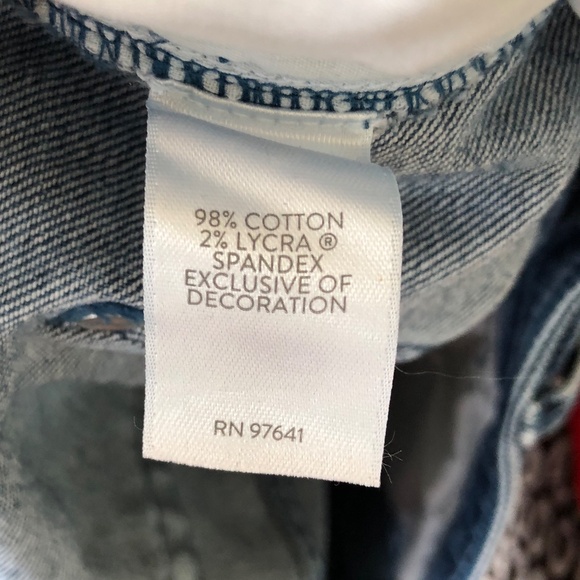 98% COTTON
2% LYCRA ®
SPANDEX
EXCLUSIVE OF
DECORATION
RN 97641